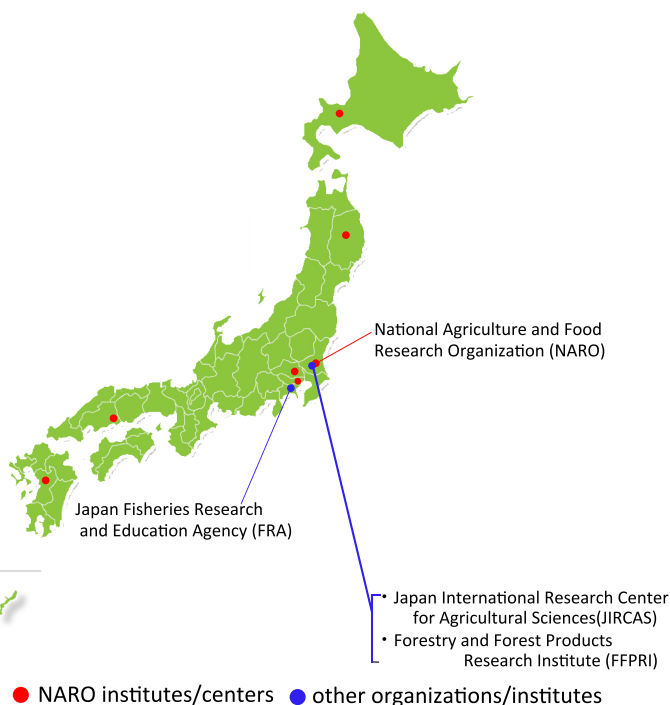 National Agriculture and Food
Research Organization (NARO)
Japan Fisheries Research
and Education Agency (FRA)
・ Japan International Research Center
for Agricultural Sciences(JIRCAS)
・ Forestry and Forest Products
Research Institute (FFPRI)
NARO institutes/centers
other organizations/institutes